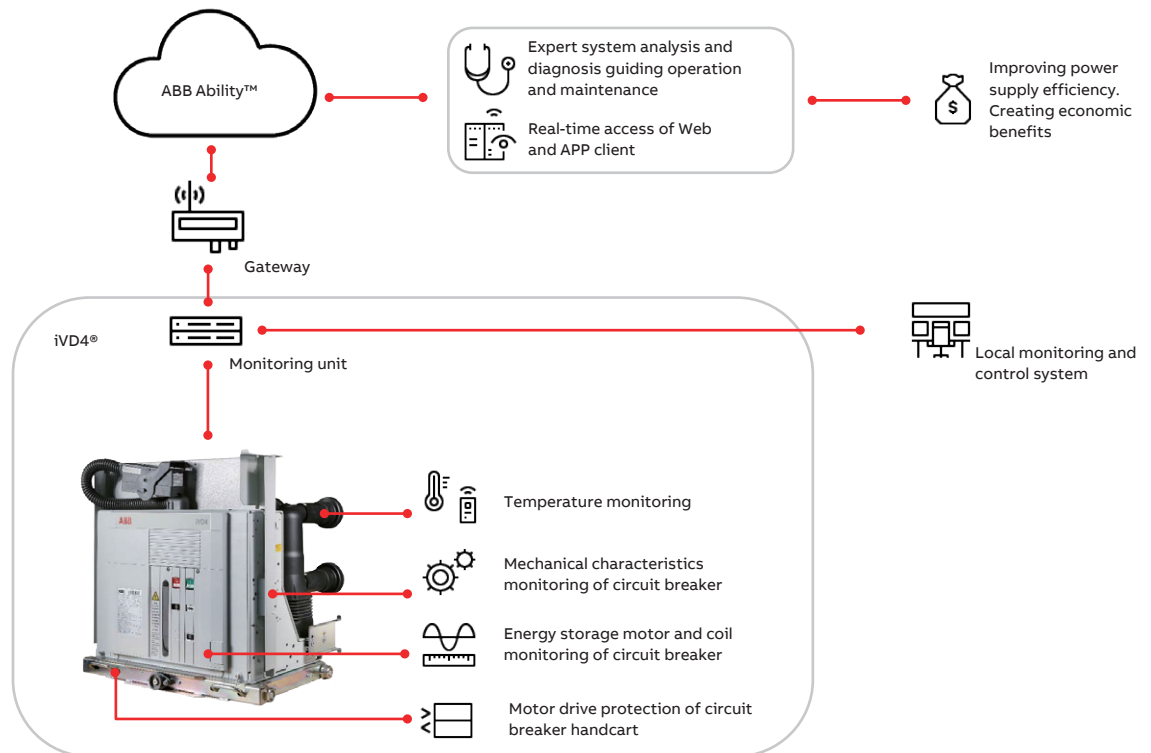 ABB Ability™
Expert system analysis and
diagnosis guiding operation
and maintenance
Real-time access of Web
and APP client
$
Improving power
supply efficiency.
Creating economic
benefits
Gateway
iVD4®
Monitoring unit
Local monitoring and
control system
ABB
iVD4
Temperature monitoring
Mechanical characteristics
monitoring of circuit breaker
Energy storage motor and coil
monitoring of circuit breaker
Motor drive protection of circuit
breaker handcart